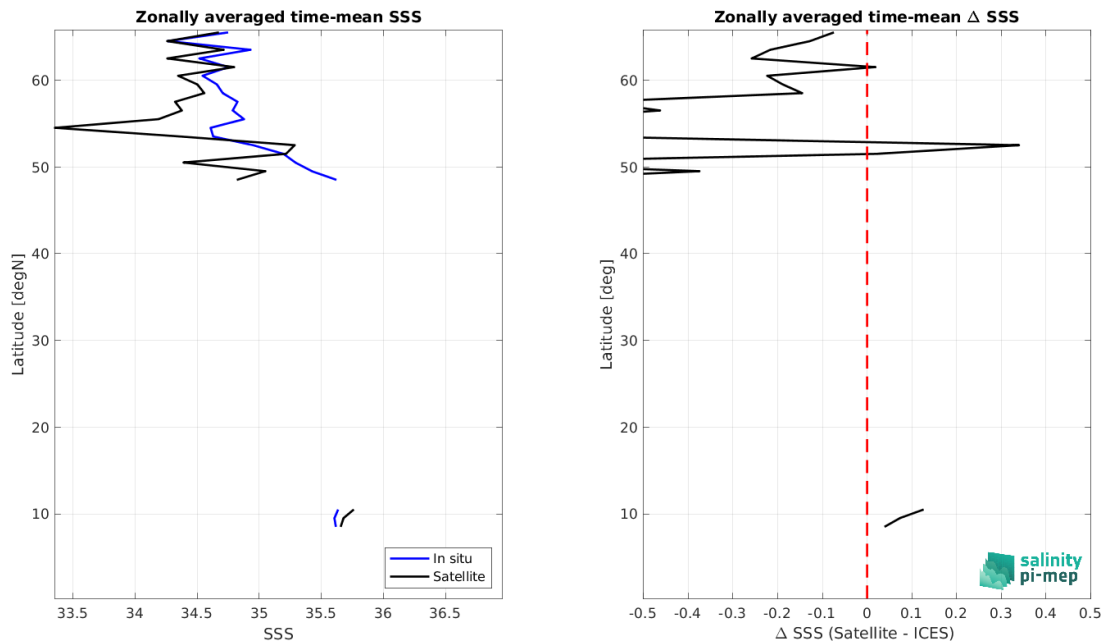 Zonally averaged time-mean SSS
Latitude [degN]
60
50
40
30
20
10
33.5 34 34.5 35 35.5 36 36.5
SSS
In situ
Satellite
Zonally averaged time-mean Δ SSS
Latitude [deg]
60
50
40
30
20
10
-0.5 -0.4 -0.3 -0.2 -0.1 0 0.1 0.2 0.3 0.4 0.5
Δ SSS (Satellite - ICES)
salinity
pi-mep